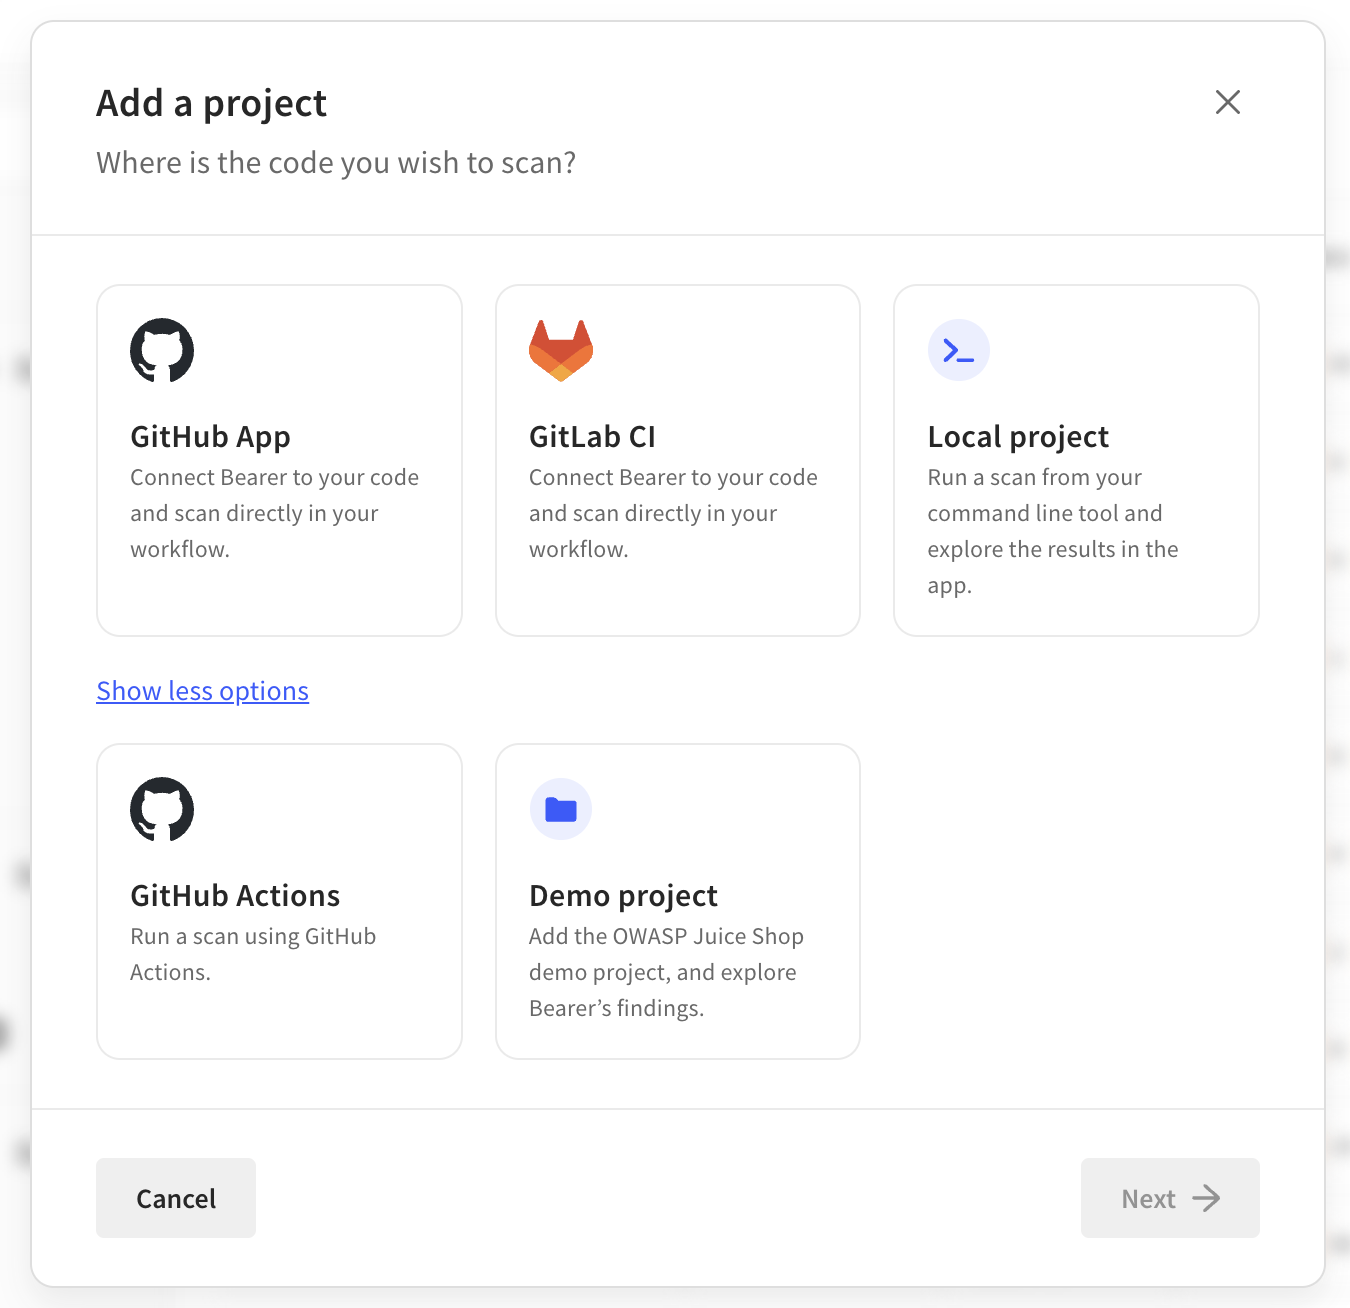 Add a project
Where is the code you wish to scan?
GitHub App
Connect Bearer to your code
and scan directly in your
workflow.
GitLab CI
Connect Bearer to your code
and scan directly in your
workflow.
Local project
Run a scan from your
command line tool and
explore the results in the
app.
Show less options
GitHub Actions
Run a scan using GitHub
Actions.
Demo project
Add the OWASP Juice Shop
demo project, and explore
Bearer’s findings.
Cancel
Next